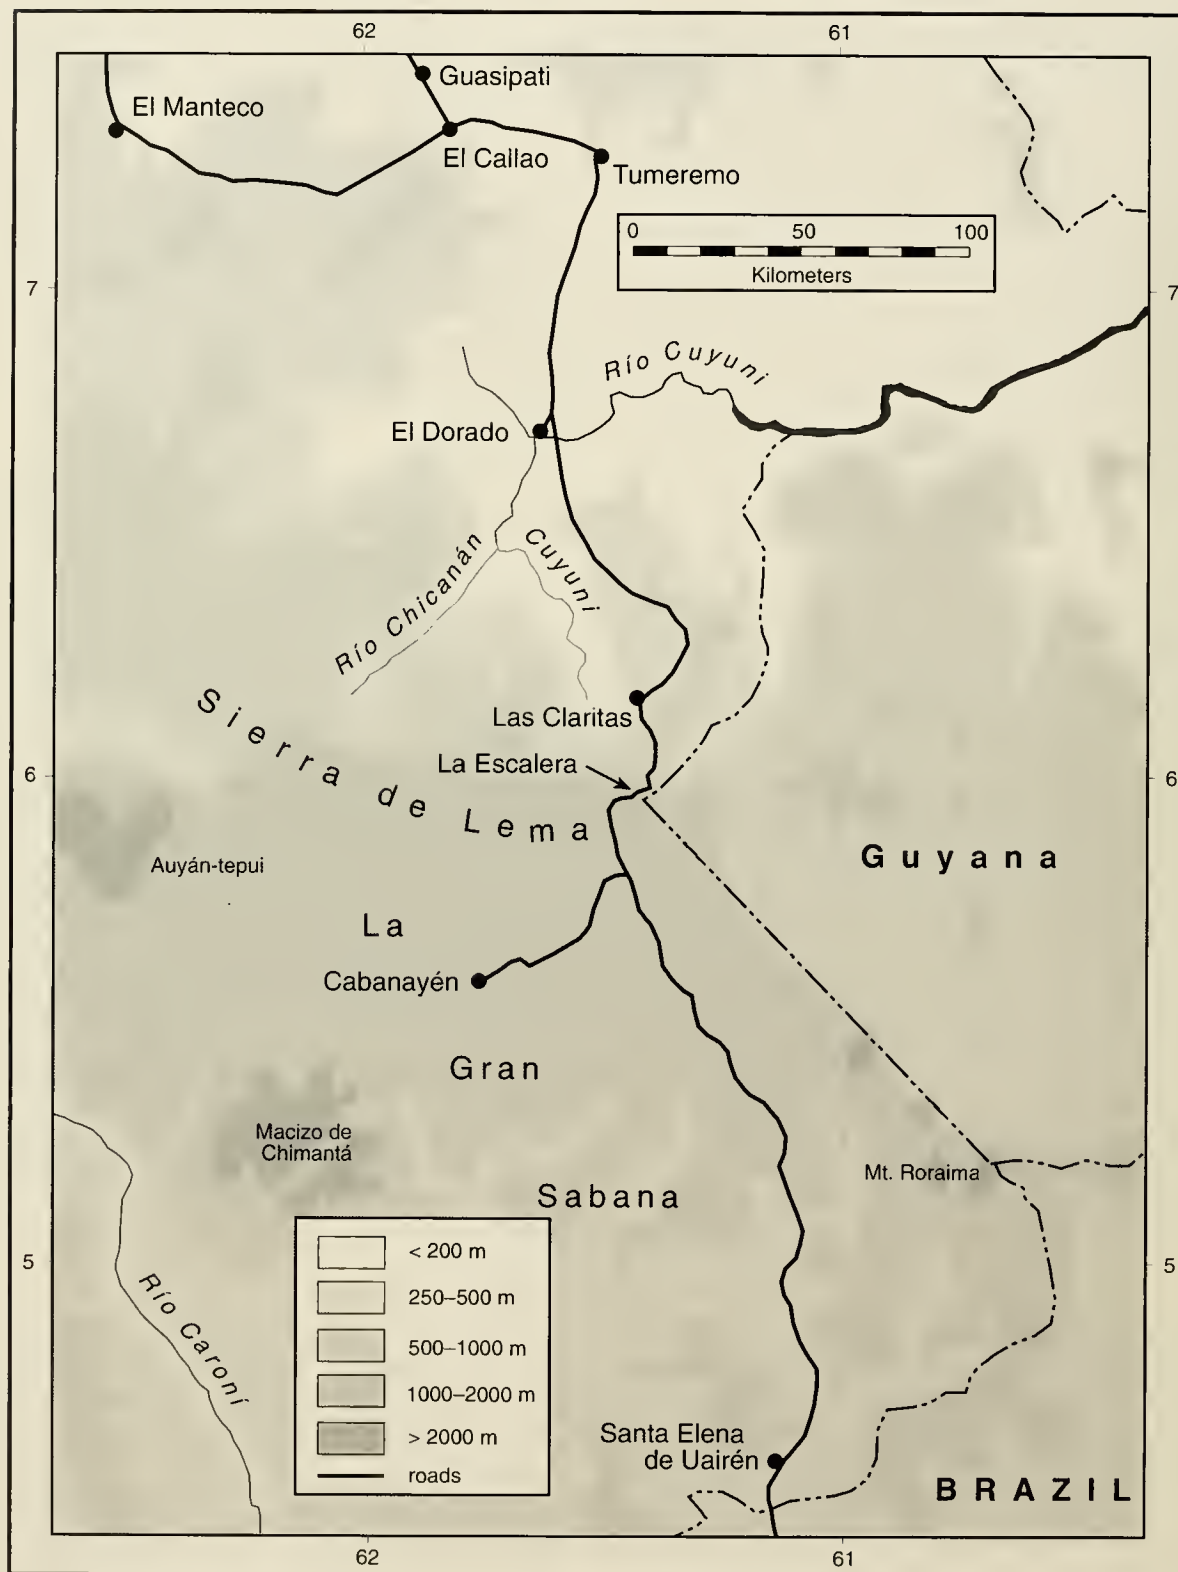 62
61
Guasipati
El Manteco
El Callao
Tumeremo
0 50 100
Kilometers
7
7
Río Cuyuni
El Dorado
Cuyuni
Río Chicanán
Las Claritas
Sierra de Lema
La Escalera
6
6
Guyana
Auyán-tepui
La
Cabanayén
Gran
Macizo de
Chimantá
Mt. Roraima
Sabana
5
5
< 200 m
250–500 m
500–1000 m
1000–2000 m
> 2000 m
roads
Río Caroní
Santa Elena
de Uairén
BRAZIL
62
61